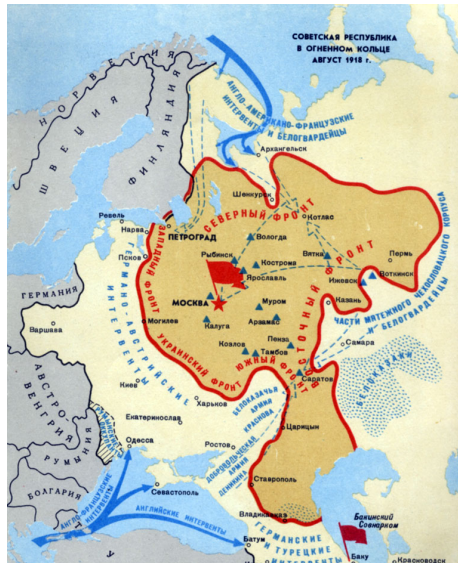 СОВЕТСКАЯ РЕСПУБЛИКА
В ОГНЕННОМ КОЛЬЦЕ
АВГУСТ 1918 г.
НОРВЕГИЯ
ШВЕЦИЯ
ФИНЛЯНДИЯ
АНГЛО-АМЕРИКАНО-ФРАНЦУЗСКИЕ
ИНТЕРВЕНТЫ И БЕЛОГВАРДЕЙЦЫ
Архангельск
Шенкурск
СЕВЕРНЫЙ ФРОНТ
Котлас
Ревель
Нарва
ПЕТРОГРАД
Вологда
Псков
Рыбинск
Кострома
Вятка
Пермь
Ярославль
Ижевск
Воткинск
ЗАПАДНЫЙ ФРОНТ
ГЕРМАНО-АВСТРИЙСКИЕ
ИНТЕРВЕНТЫ
ГЕРМАНИЯ
МОСКВА
Муром
Казань
ВОСТОЧНЫЙ ФРОНТ
ЧАСТИ МЯТЕЖНОГО ЧЕХОСЛОВАЦКОГО КОРПУСА
И БЕЛОГВАРДЕЙЦЫ
Варшава
Могилев
Калуга
Арзамас
УКРАИНСКИЙ ФРОНТ
Козлов
Пенза
Тамбов
Самара
ЮЖНЫЙ ФРОНТ
Саратов
БЕЛОКАЗАКИ
АВСТРО-
ВЕНГРИЯ
Киев
Харьков
БЕЛОКАЗАЧЬИ
АРМИИ
КРАСНОВА
Екатеринослав
Царицын
РУМЫНИЯ
Одесса
Ростов
ДОБРОВОЛЬЧЕСКАЯ
АРМИЯ
ДЕНИКИНА
БОЛГАРИЯ
Севастополь
Ставрополь
АНГЛО-ФРАНЦУЗСКИЕ
ИНТЕРВЕНТЫ
АНГЛИЙСКИЕ ИНТЕРВЕНТЫ
Владикавказ
Батум
ГЕРМАНСКИЕ
И ТУРЕЦКИЕ
ИНТЕРВЕНТЫ
Бакинский
Совнарком
Баку
Красноводск